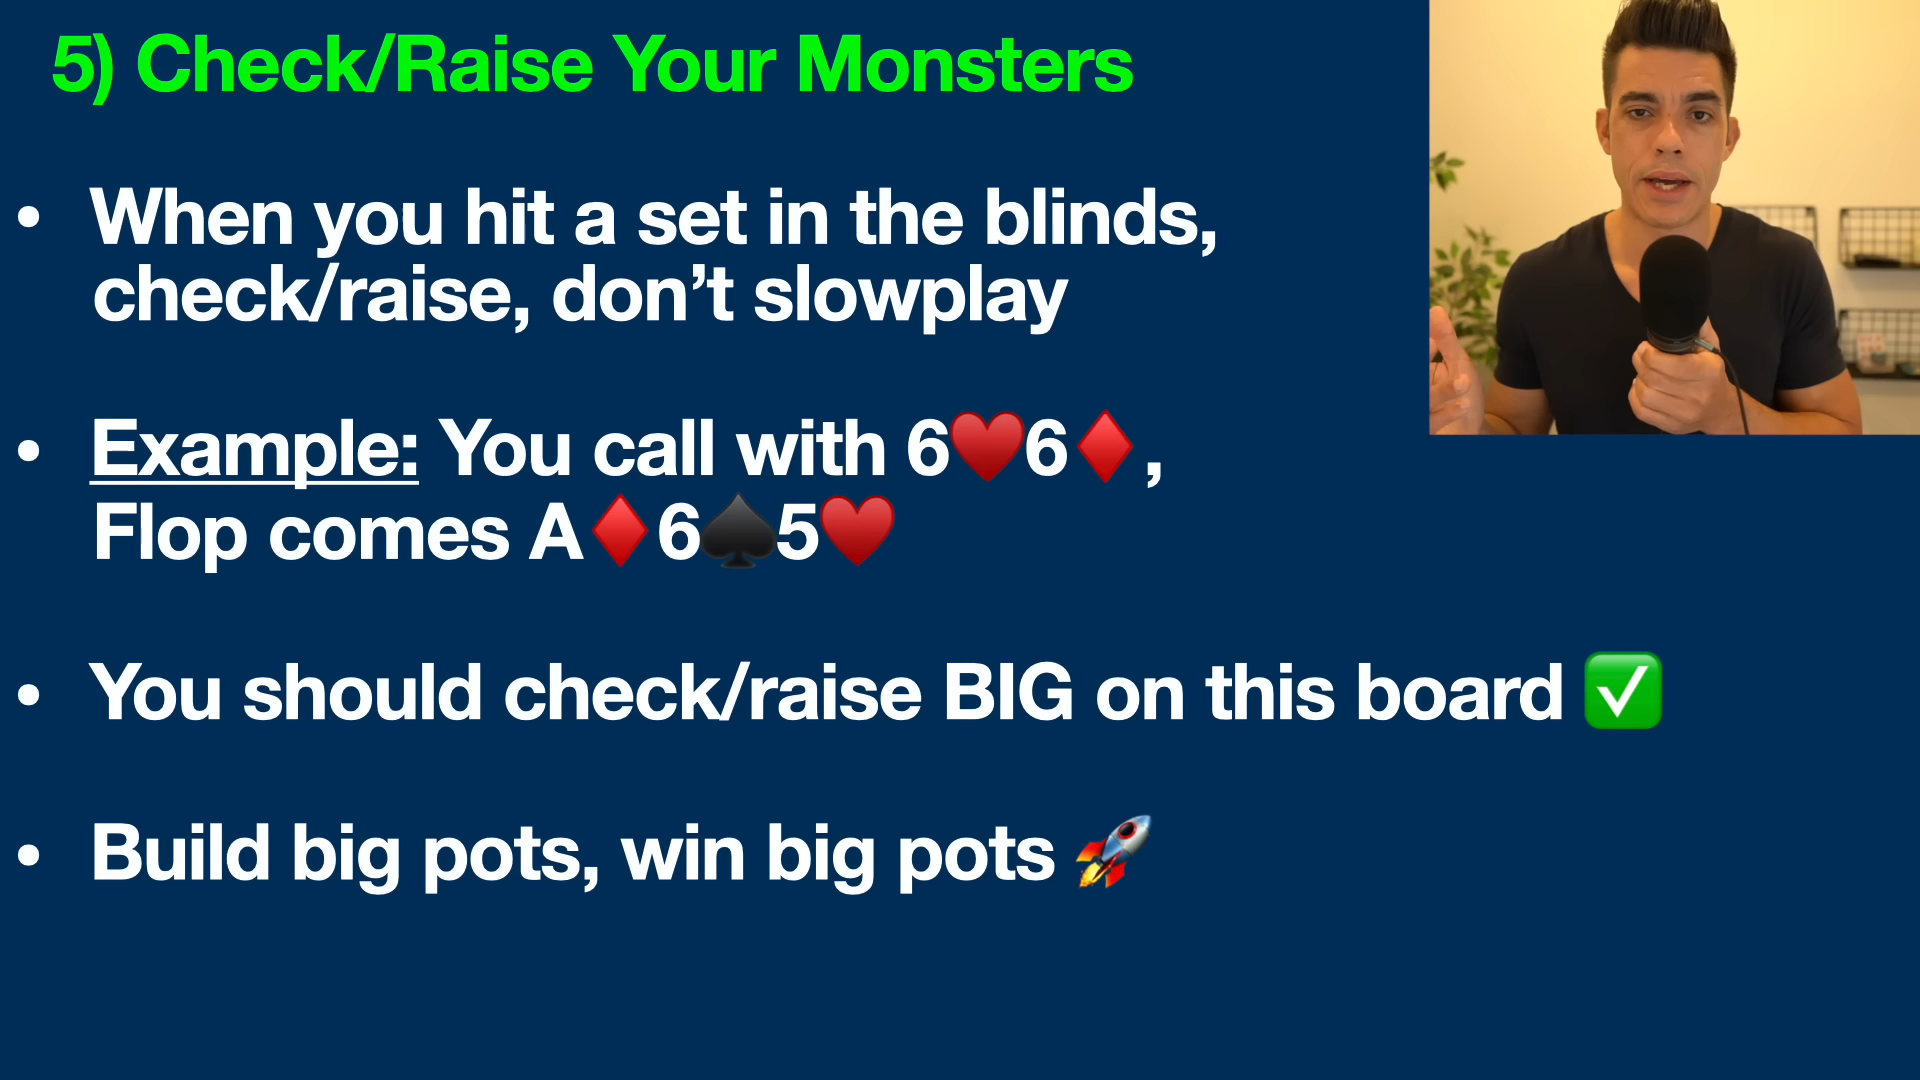 5) Check/Raise Your Monsters
• When you hit a set in the blinds,
check/raise, don’t slowplay
• Example: You call with 6♥️6♦️,
Flop comes A♦️6♠️5♥️
• You should check/raise BIG on this board ✅
• Build big pots, win big pots 🚀